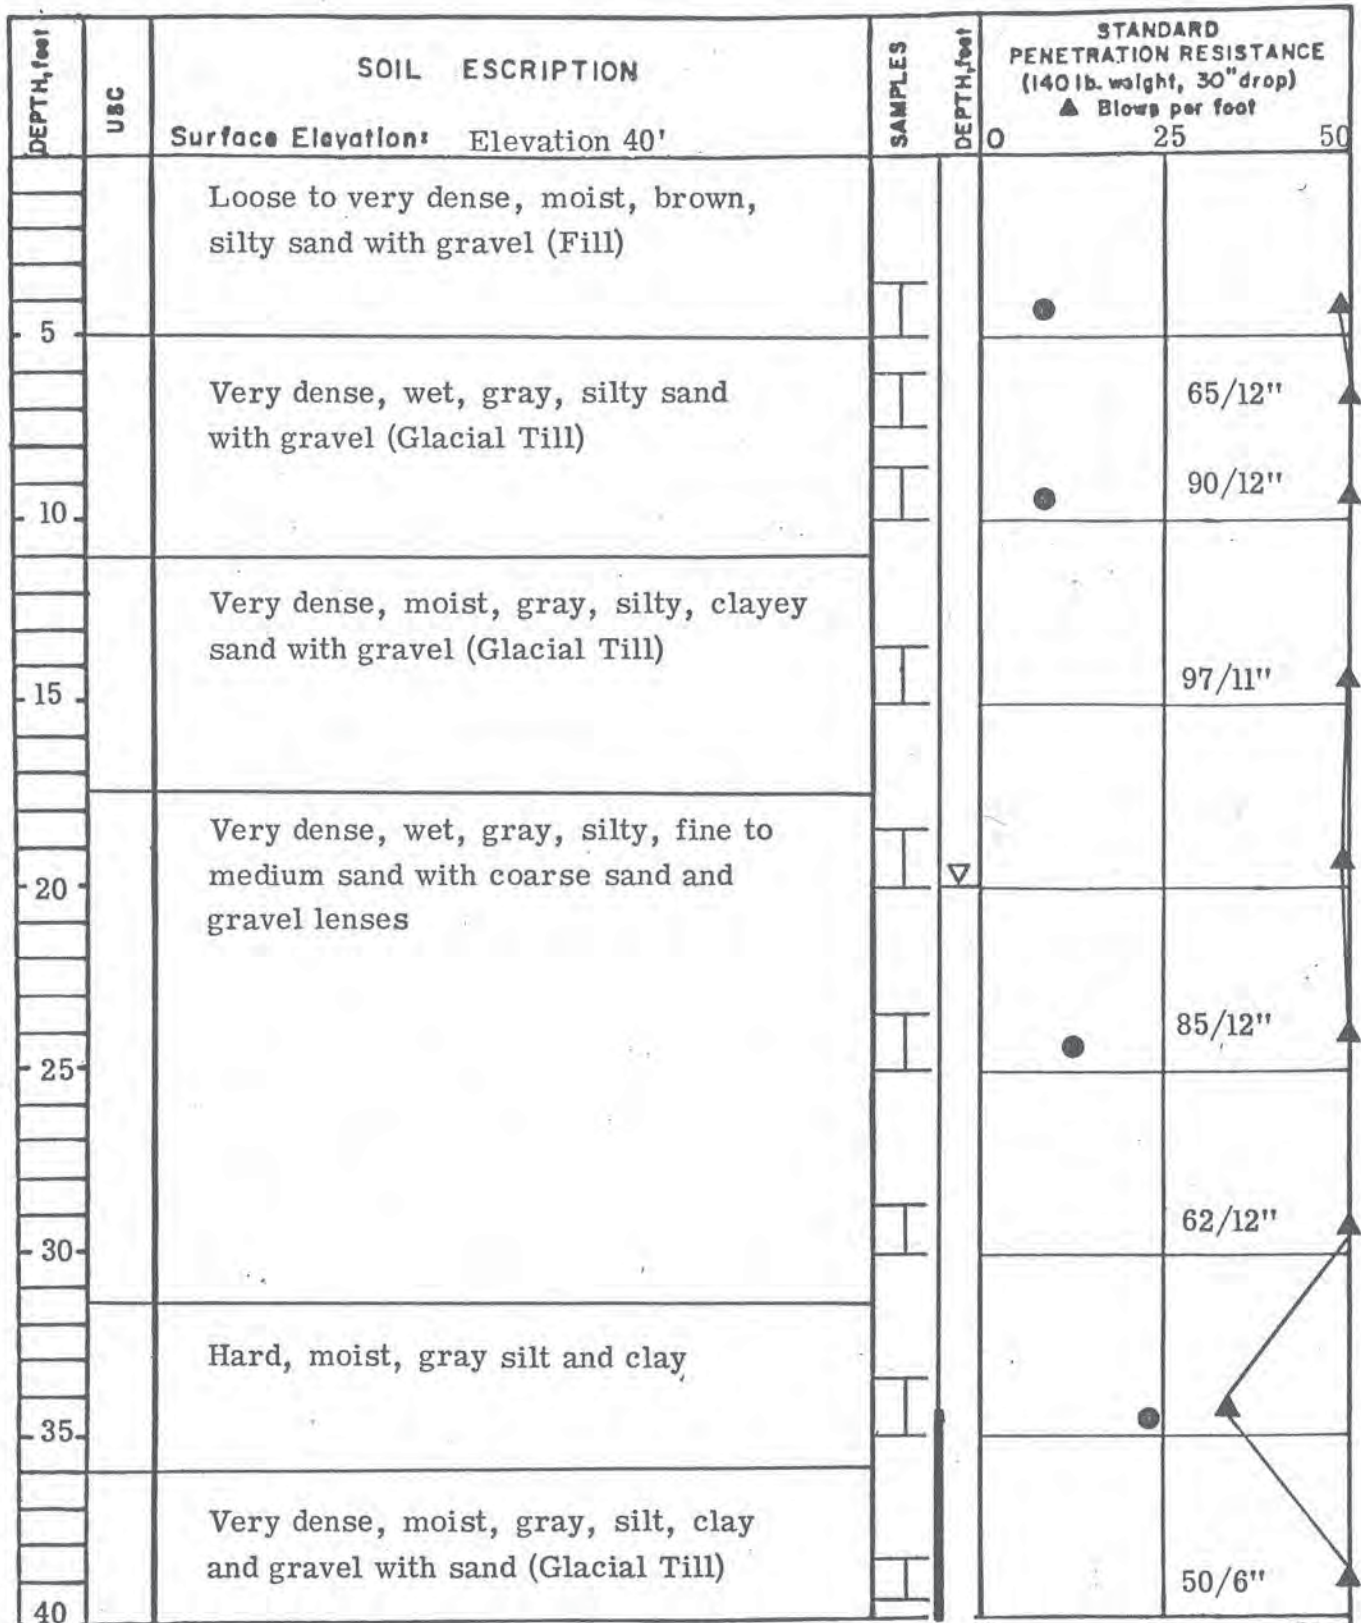 DEPTH, feet
USC
SOIL ESCRIPTION
Surface Elevation: Elevation 40'
SAMPLES
DEPTH, feet
STANDARD
PENETRATION RESISTANCE
(140 lb. weight, 30" drop)
▲ Blows per foot
0 25 50
Loose to very dense, moist, brown,
silty sand with gravel (Fill)
5
Very dense, wet, gray, silty sand
with gravel (Glacial Till)
65/12"
90/12"
10
Very dense, moist, gray, silty, clayey
sand with gravel (Glacial Till)
97/11"
15
Very dense, wet, gray, silty, fine to
medium sand with coarse sand and
gravel lenses
20
85/12"
25
62/12"
30
Hard, moist, gray silt and clay
35
Very dense, moist, gray, silt, clay
and gravel with sand (Glacial Till)
50/6"
40